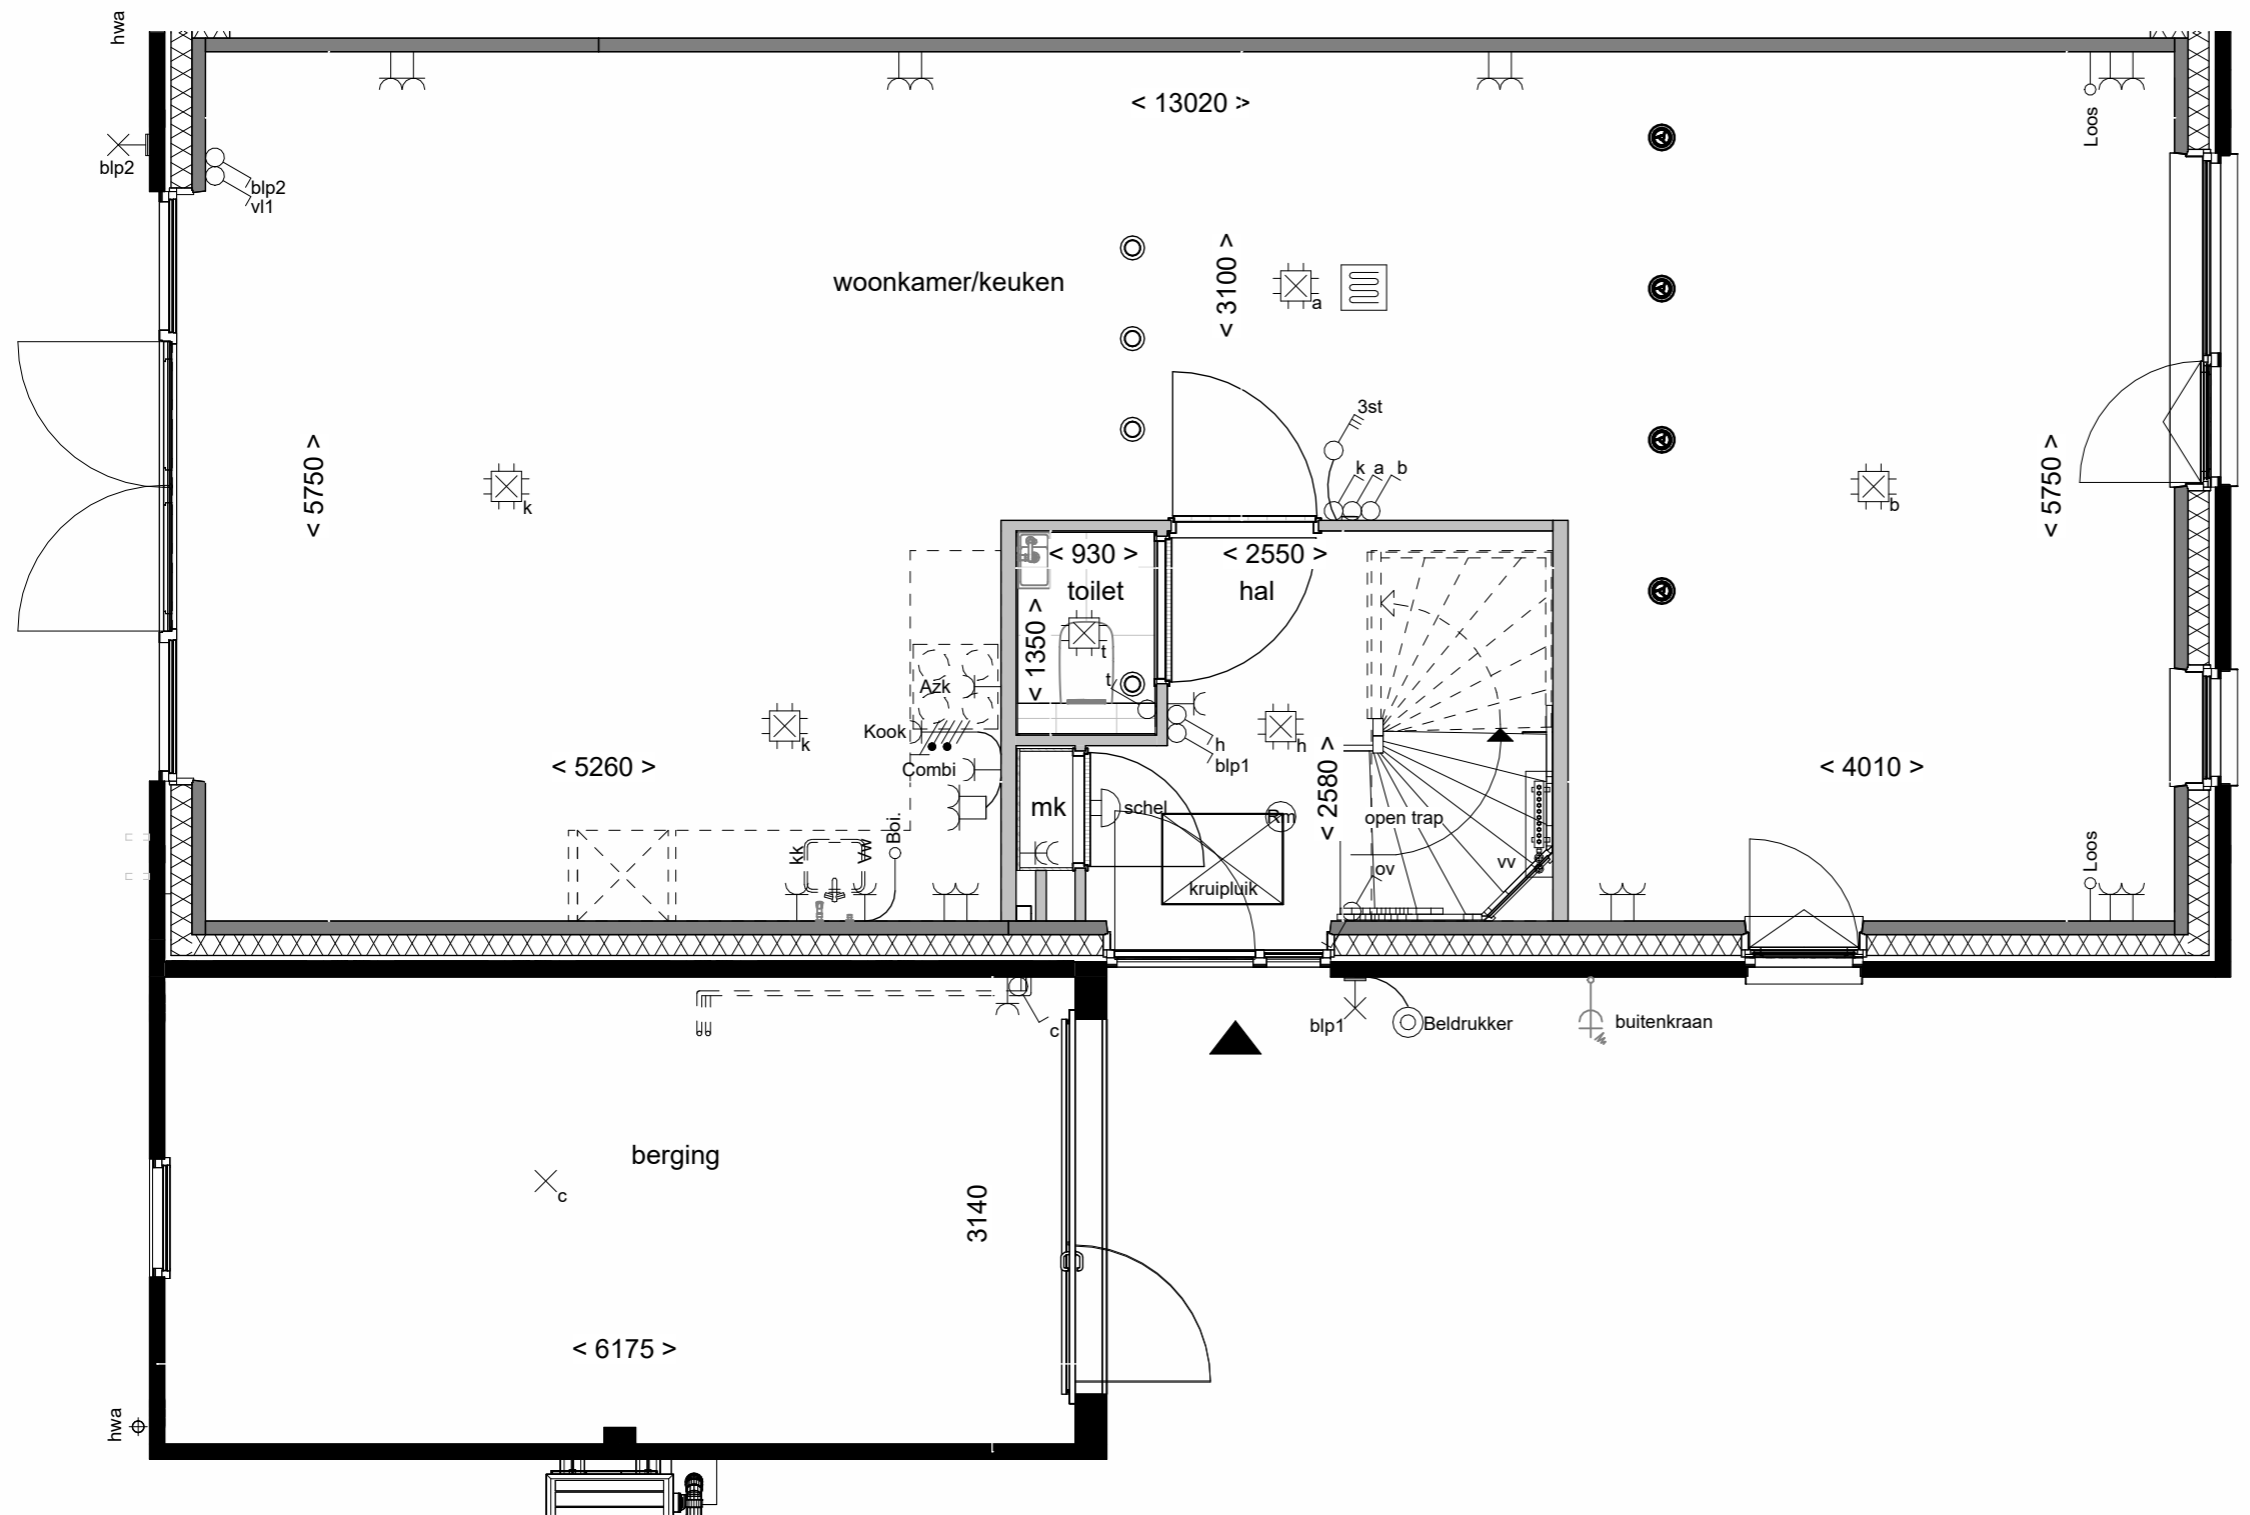 hwa
< 13020 >
Loos
blp2
blp2
vl1
< 3100 >
woonkamer/keuken
a
3st
k a b
< 5750 >
< 5750 >
k
b
< 930 >
< 2550 >
toilet
hal
< 1350 >
t
t
Azk
Kook
k
h
h
blp1
Combi
< 5260 >
< 2580 >
< 4010 >
mk
schel
Rm
open trap
Boi.
kk
vw
ov
vv
Loos
kruipluik
c
blp1
Beldrukker
buitenkraan
berging
c
3140
< 6175 >
hwa